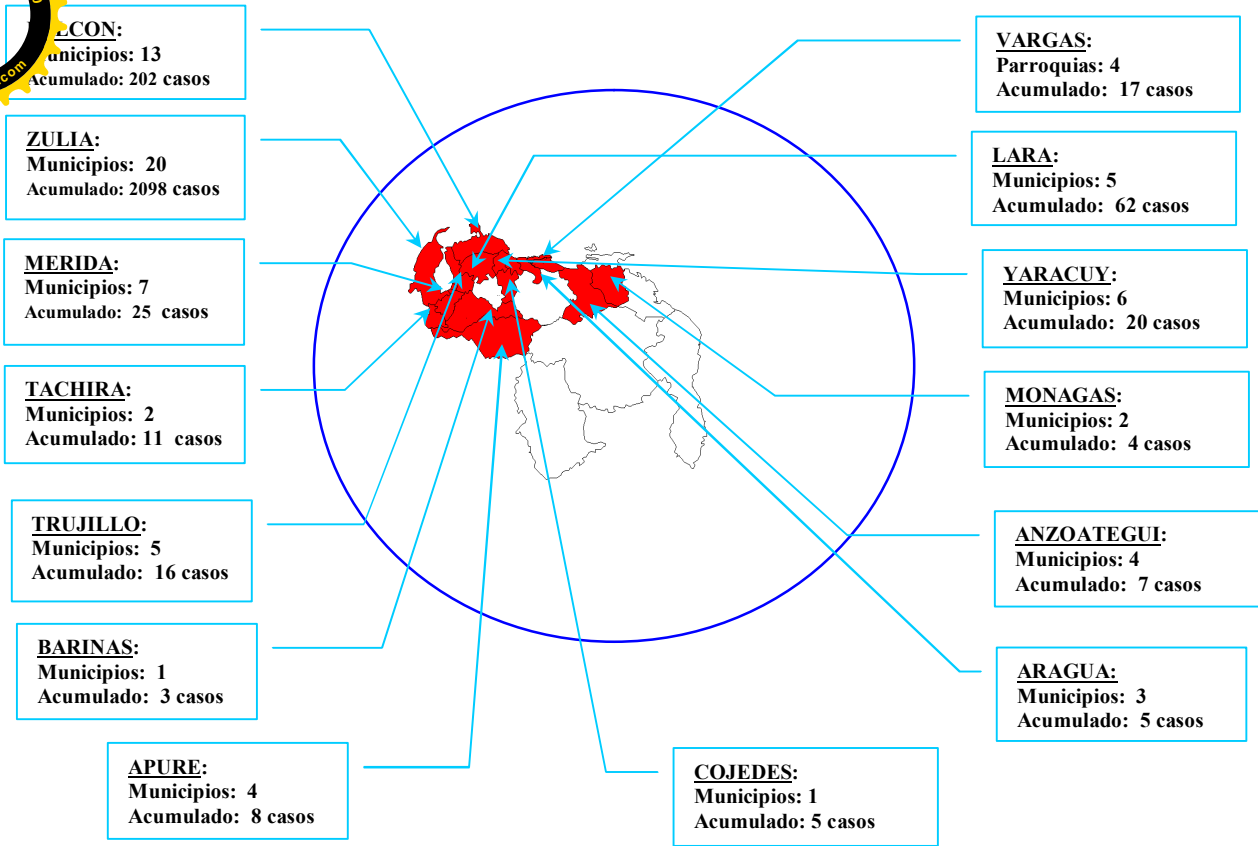 Municipios: 13
Acumulado: 202 casos
ZULIA:
Municipios: 20
Acumulado: 2098 casos
MERIDA:
Municipios: 7
Acumulado: 25 casos
TACHIRA:
Municipios: 2
Acumulado: 11 casos
TRUJILLO:
Municipios: 5
Acumulado: 16 casos
BARINAS:
Municipios: 1
Acumulado: 3 casos
APURE:
Municipios: 4
Acumulado: 8 casos
COJEDES:
Municipios: 1
Acumulado: 5 casos
VARGAS:
Parroquias: 4
Acumulado: 17 casos
LARA:
Municipios: 5
Acumulado: 62 casos
YARACUY:
Municipios: 6
Acumulado: 20 casos
MONAGAS:
Municipios: 2
Acumulado: 4 casos
ANZOATEGUI:
Municipios: 4
Acumulado: 7 casos
ARAGUA:
Municipios: 3
Acumulado: 5 casos
.com